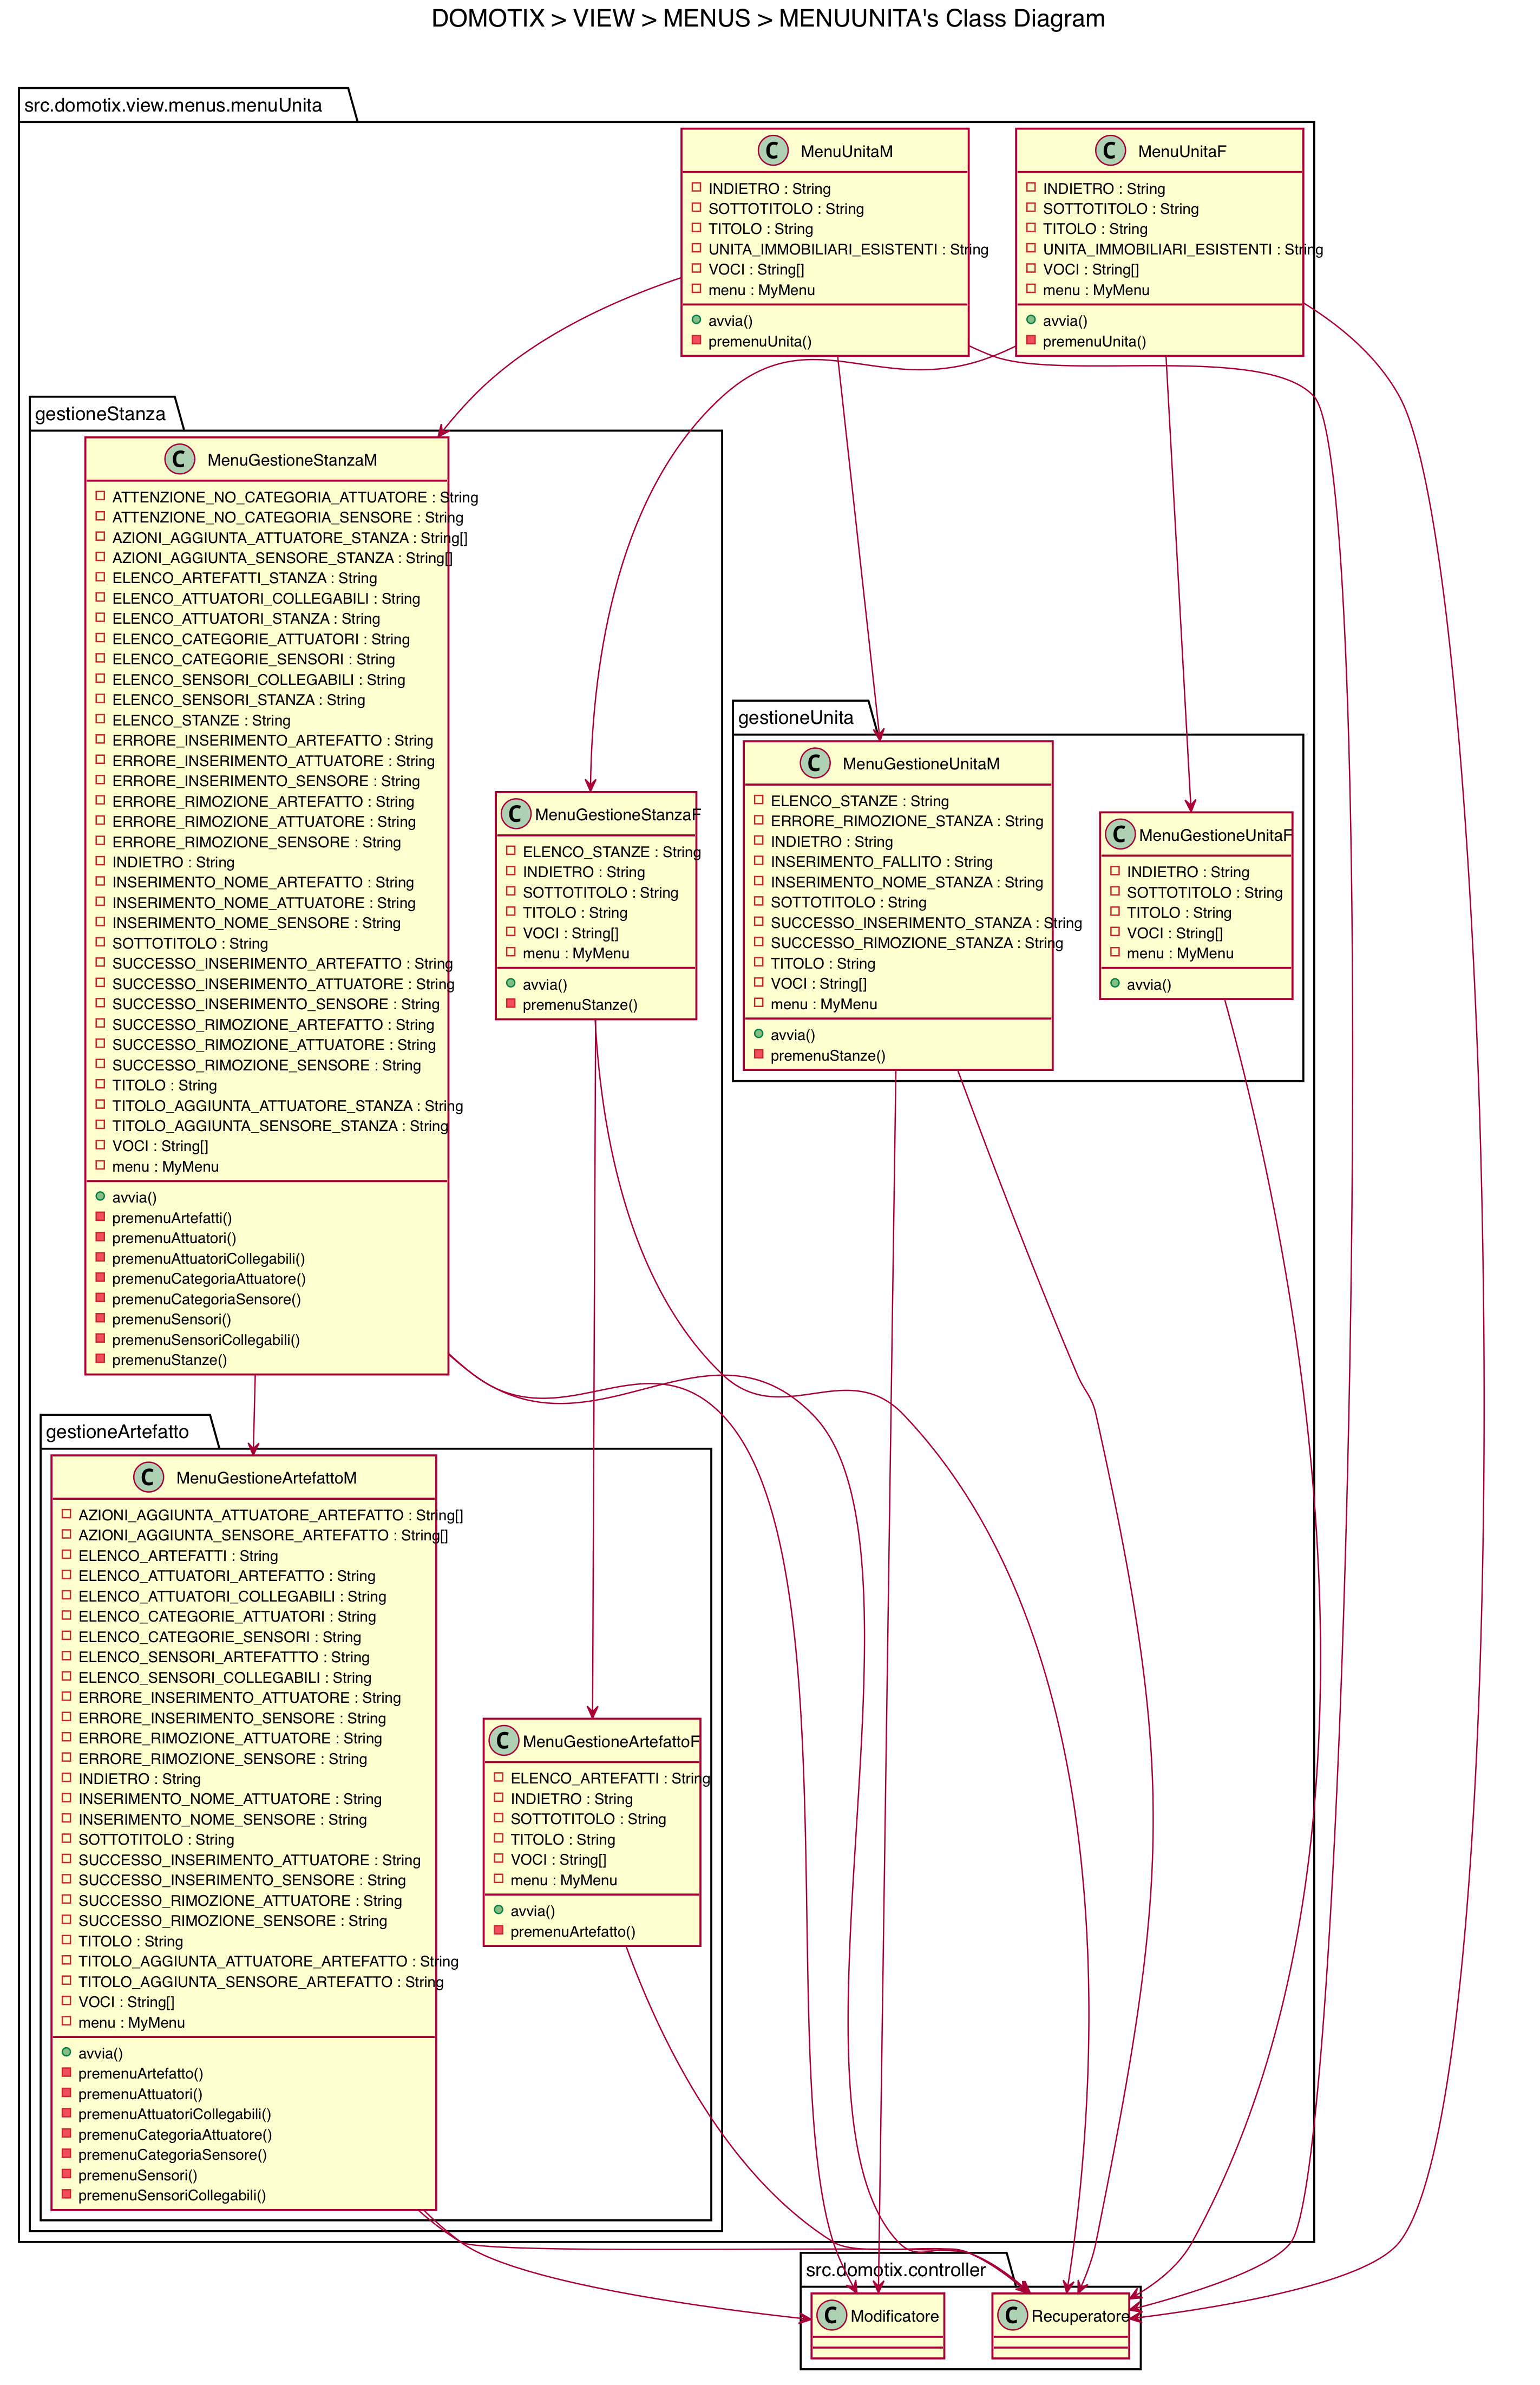 DOMOTIX > VIEW > MENUS > MENUUNITA's Class Diagram
src.domotix.view.menus.menuUnita
C MenuUnitaM
INDIETRO : String
SOTTOTITOLO : String
TITOLO : String
UNITA_IMMOBILIARI_ESISTENTI : String
VOCI : String[]
menu : MyMenu
avvia()
premenuUnita()
C MenuUnitaF
INDIETRO : String
SOTTOTITOLO : String
TITOLO : String
UNITA_IMMOBILIARI_ESISTENTI : String
VOCI : String[]
menu : MyMenu
avvia()
premenuUnita()
gestioneStanza
C MenuGestioneStanzaM
ATTENZIONE_NO_CATEGORIA_ATTUATORE : String
ATTENZIONE_NO_CATEGORIA_SENSORE : String
AZIONI_AGGIUNTA_ATTUATORE_STANZA : String[]
AZIONI_AGGIUNTA_SENSORE_STANZA : String[]
ELENCO_ARTEFATTI_STANZA : String
ELENCO_ATTUATORI_COLLEGABILI : String
ELENCO_ATTUATORI_STANZA : String
ELENCO_CATEGORIE_ATTUATORI : String
ELENCO_CATEGORIE_SENSORI : String
ELENCO_SENSORI_COLLEGABILI : String
ELENCO_SENSORI_STANZA : String
ELENCO_STANZE : String
ERRORE_INSERIMENTO_ARTEFATTO : String
ERRORE_INSERIMENTO_ATTUATORE : String
ERRORE_INSERIMENTO_SENSORE : String
ERRORE_RIMOZIONE_ARTEFATTO : String
ERRORE_RIMOZIONE_ATTUATORE : String
ERRORE_RIMOZIONE_SENSORE : String
INDIETRO : String
INSERIMENTO_NOME_ARTEFATTO : String
INSERIMENTO_NOME_ATTUATORE : String
INSERIMENTO_NOME_SENSORE : String
SOTTOTITOLO : String
SUCCESSO_INSERIMENTO_ARTEFATTO : String
SUCCESSO_INSERIMENTO_ATTUATORE : String
SUCCESSO_INSERIMENTO_SENSORE : String
SUCCESSO_RIMOZIONE_ARTEFATTO : String
SUCCESSO_RIMOZIONE_ATTUATORE : String
SUCCESSO_RIMOZIONE_SENSORE : String
TITOLO : String
TITOLO_AGGIUNTA_ATTUATORE_STANZA : String
TITOLO_AGGIUNTA_SENSORE_STANZA : String
VOCI : String[]
menu : MyMenu
avvia()
premenuArtefatti()
premenuAttuatori()
premenuAttuatoriCollegabili()
premenuCategoriaAttuatore()
premenuCategoriaSensore()
premenuSensori()
premenuSensoriCollegabili()
premenuStanze()
C MenuGestioneStanzaF
ELENCO_STANZE : String
INDIETRO : String
SOTTOTITOLO : String
TITOLO : String
VOCI : String[]
menu : MyMenu
avvia()
premenuStanze()
gestioneUnita
C MenuGestioneUnitaM
ELENCO_STANZE : String
ERRORE_RIMOZIONE_STANZA : String
INDIETRO : String
INSERIMENTO_FALLITO : String
INSERIMENTO_NOME_STANZA : String
SOTTOTITOLO : String
SUCCESSO_INSERIMENTO_STANZA : String
SUCCESSO_RIMOZIONE_STANZA : String
TITOLO : String
VOCI : String[]
menu : MyMenu
avvia()
premenuStanze()
C MenuGestioneUnitaF
INDIETRO : String
SOTTOTITOLO : String
TITOLO : String
VOCI : String[]
menu : MyMenu
avvia()
gestioneArtefatto
C MenuGestioneArtefattoM
AZIONI_AGGIUNTA_ATTUATORE_ARTEFATTO : String[]
AZIONI_AGGIUNTA_SENSORE_ARTEFATTO : String[]
ELENCO_ARTEFATTI : String
ELENCO_ATTUATORI_ARTEFATTO : String
ELENCO_ATTUATORI_COLLEGABILI : String
ELENCO_CATEGORIE_ATTUATORI : String
ELENCO_CATEGORIE_SENSORI : String
ELENCO_SENSORI_ARTEFATTTO : String
ELENCO_SENSORI_COLLEGABILI : String
ERRORE_INSERIMENTO_ATTUATORE : String
ERRORE_INSERIMENTO_SENSORE : String
ERRORE_RIMOZIONE_ATTUATORE : String
ERRORE_RIMOZIONE_SENSORE : String
INDIETRO : String
INSERIMENTO_NOME_ATTUATORE : String
INSERIMENTO_NOME_SENSORE : String
SOTTOTITOLO : String
SUCCESSO_INSERIMENTO_ATTUATORE : String
SUCCESSO_INSERIMENTO_SENSORE : String
SUCCESSO_RIMOZIONE_ATTUATORE : String
SUCCESSO_RIMOZIONE_SENSORE : String
TITOLO : String
TITOLO_AGGIUNTA_ATTUATORE_ARTEFATTO : String
TITOLO_AGGIUNTA_SENSORE_ARTEFATTO : String
VOCI : String[]
menu : MyMenu
avvia()
premenuArtefatto()
premenuAttuatori()
premenuAttuatoriCollegabili()
premenuCategoriaAttuatore()
premenuCategoriaSensore()
premenuSensori()
premenuSensoriCollegabili()
C MenuGestioneArtefattoF
ELENCO_ARTEFATTI : String
INDIETRO : String
SOTTOTITOLO : String
TITOLO : String
VOCI : String[]
menu : MyMenu
avvia()
premenuArtefatto()
src.domotix.controller
C Modificatore
C Recuperatore